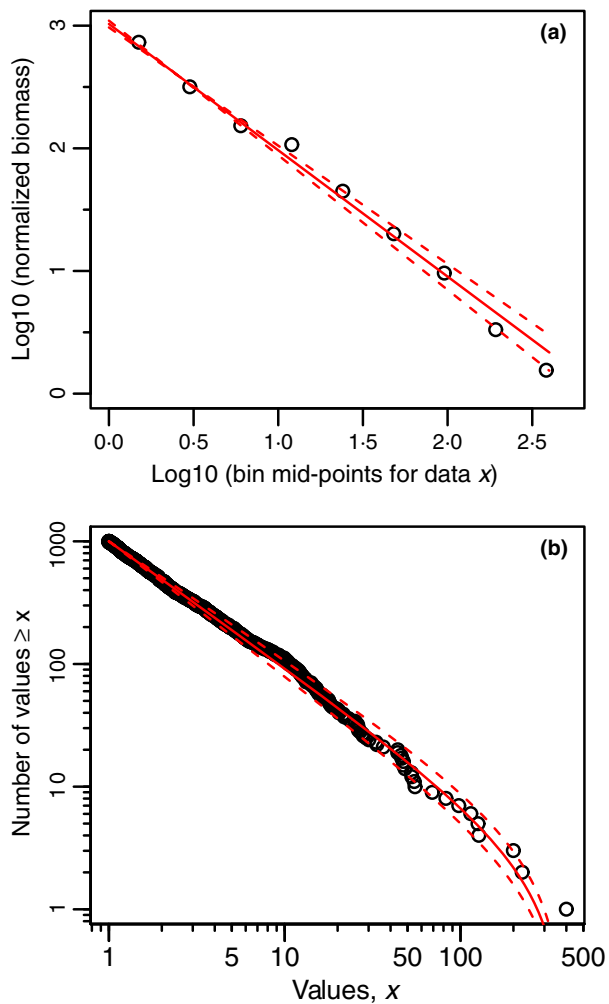 (a)
Log10 (normalized biomass)
3
2
1
0
0·0 0·5 1·0 1·5 2·0 2·5
Log10 (bin mid-points for data x)
(b)
Number of values ≥ x
1000
100
10
1
1 5 10 50 100 500
Values, x